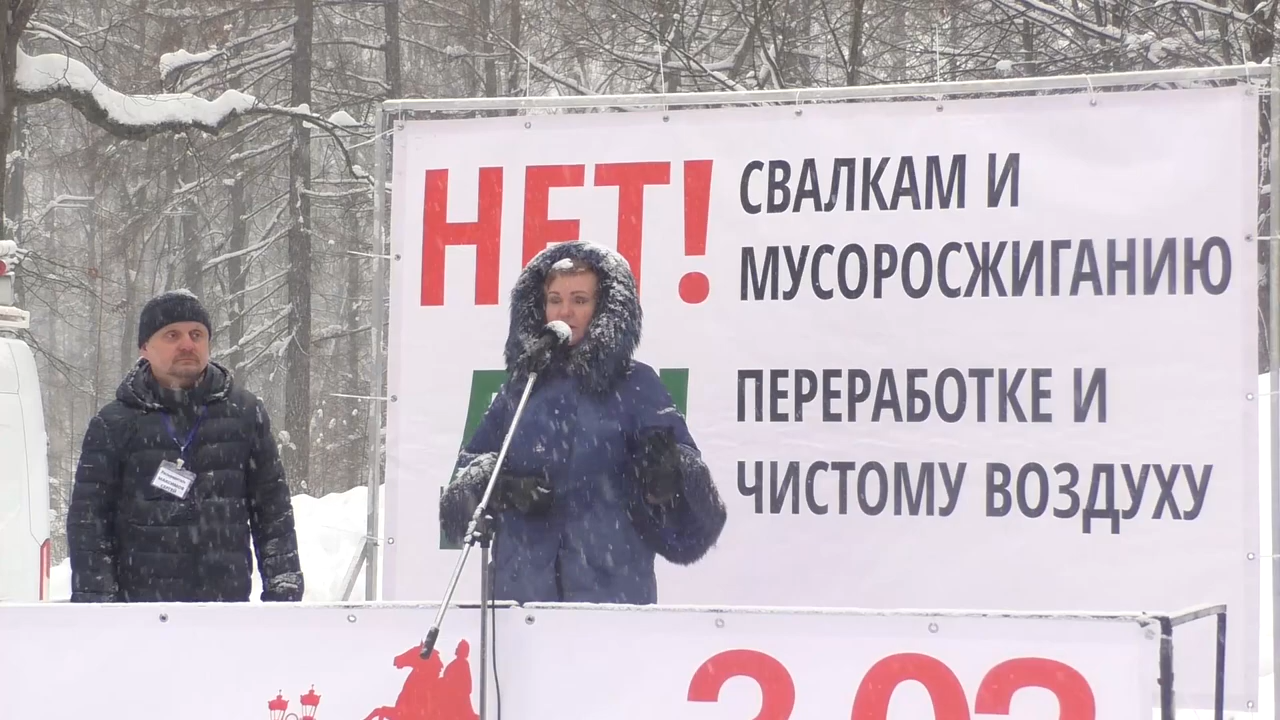 НЕТ!
СВАЛКАМ И
МУСОРОСЖИГАНИЮ
ПЕРЕРАБОТКЕ И
ЧИСТОМУ ВОЗДУХУ